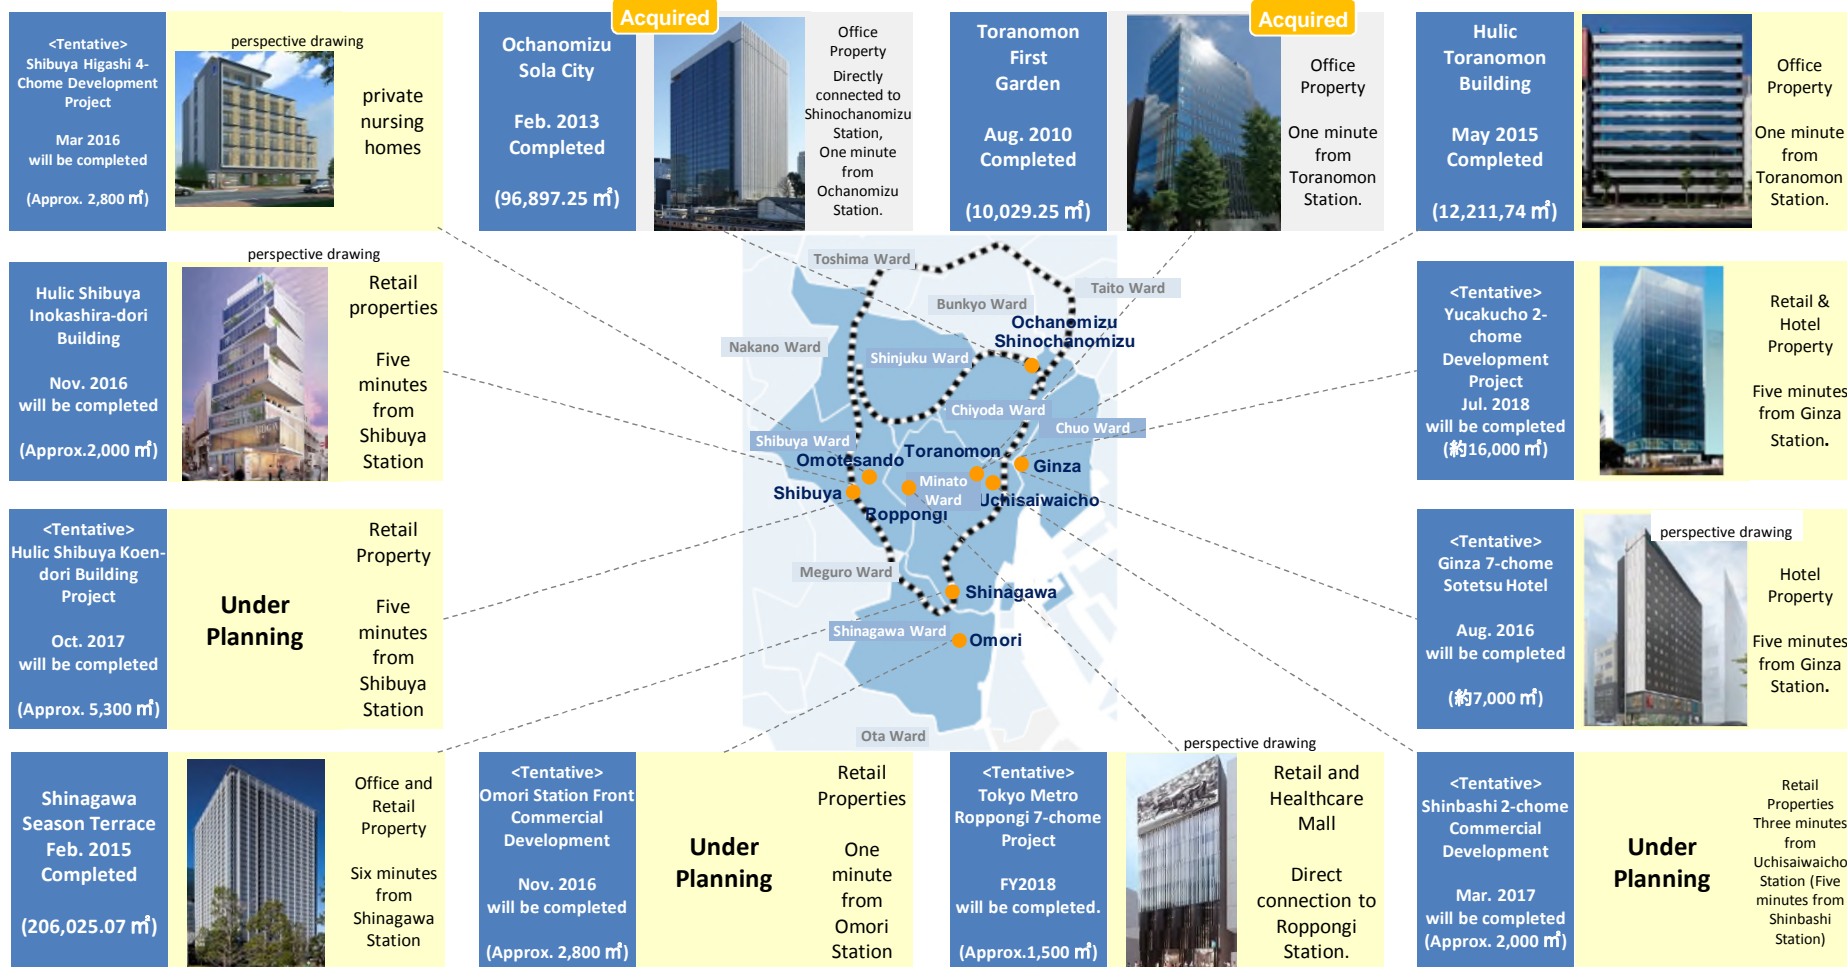 <Tentative>
Shibuya Higashi 4-
Chome Development
Project
Mar 2016
will be completed
(Approx. 2,800 ㎡)
perspective drawing
private
nursing
homes
Acquired
Ochanomizu
Sola City
Feb. 2013
Completed
(96,897.25 ㎡)
Office
Property
Directly
connected to
Shinochanomizu
Station,
One minute
from
Ochanomizu
Station.
Toranomon
First
Garden
Aug. 2010
Completed
(10,029.25 ㎡)
Acquired
Office
Property
One minute
from
Toranomon
Station.
Hulic
Toranomon
Building
May 2015
Completed
(12,211,74 ㎡)
Office
Property
One minute
from
Toranomon
Station.
Hulic Shibuya
Inokashira-dori
Building
Nov. 2016
will be completed
(Approx.2,000 ㎡)
perspective drawing
Retail
properties
Five
minutes
from
Shibuya
Station
Toshima Ward
Taito Ward
Bunkyo Ward
Ochanomizu
Shinochanomizu
Nakano Ward
Shinjuku Ward
Chiyoda Ward
Chuo Ward
Shibuya Ward
Omotesando
Toranomon
Ginza
Shibuya
Minato
Ward
Uchisaiwaicho
Roppongi
Meguro Ward
Shinagawa
Shinagawa Ward
Omori
Ota Ward
<Tentative>
Yucakucho 2-
chome
Development
Project
Jul. 2018
will be completed
(約16,000 ㎡)
Retail &
Hotel
Property
Five minutes
from Ginza
Station.
<Tentative>
Hulic Shibuya Koen-
dori Building
Project
Oct. 2017
will be completed
(Approx. 5,300 ㎡)
Under
Planning
Retail
Property
Five
minutes
from
Shibuya
Station
<Tentative>
Ginza 7-chome
Sotetsu Hotel
Aug. 2016
will be completed
(約7,000 ㎡)
perspective drawing
Hotel
Property
Five minutes
from Ginza
Station.
Shinagawa
Season Terrace
Feb. 2015
Completed
(206,025.07 ㎡)
Office and
Retail
Property
Six minutes
from
Shinagawa
Station
<Tentative>
Omori Station Front
Commercial
Development
Nov. 2016
will be completed
(Approx. 2,800 ㎡)
Under
Planning
Retail
Properties
One
minute
from
Omori
Station
<Tentative>
Tokyo Metro
Roppongi 7-chome
Project
FY2018
will be completed.
(Approx.1,500 ㎡)
perspective drawing
Retail and
Healthcare
Mall
Direct
connection to
Roppongi
Station.
<Tentative>
Shinbashi 2-chome
Commercial
Development
Mar. 2017
will be completed
(Approx. 2,000 ㎡)
Under
Planning
Retail
Properties
Three minutes
from
Uchisaiwaicho
Station (Five
minutes from
Shinbashi
Station)